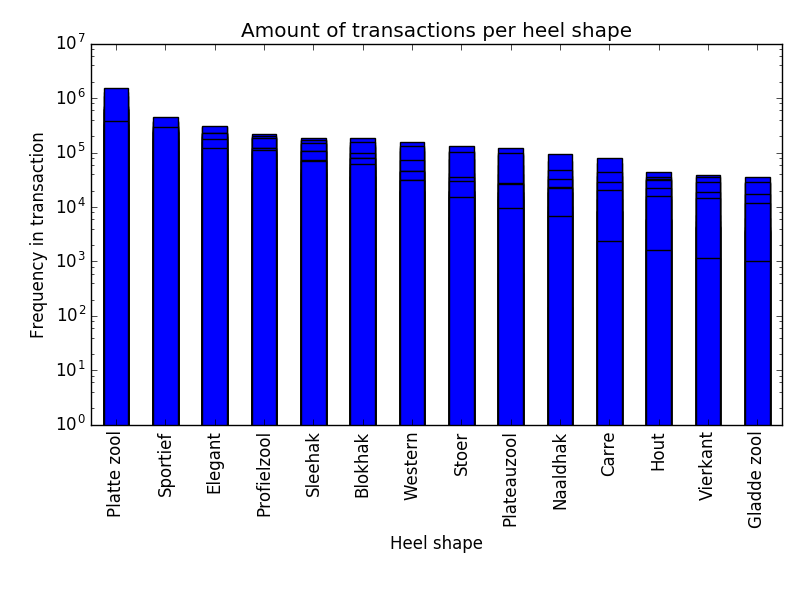 Amount of transactions per heel shape
10^7
10^6
10^5
10^4
10^3
10^2
10^1
10^0
Frequency in transaction
Platte zool
Sportief
Elegant
Profielzool
Sleehak
Blokhak
Western
Stoer
Plateauzool
Naaldhak
Carre
Hout
Vierkant
Gladde zool
Heel shape